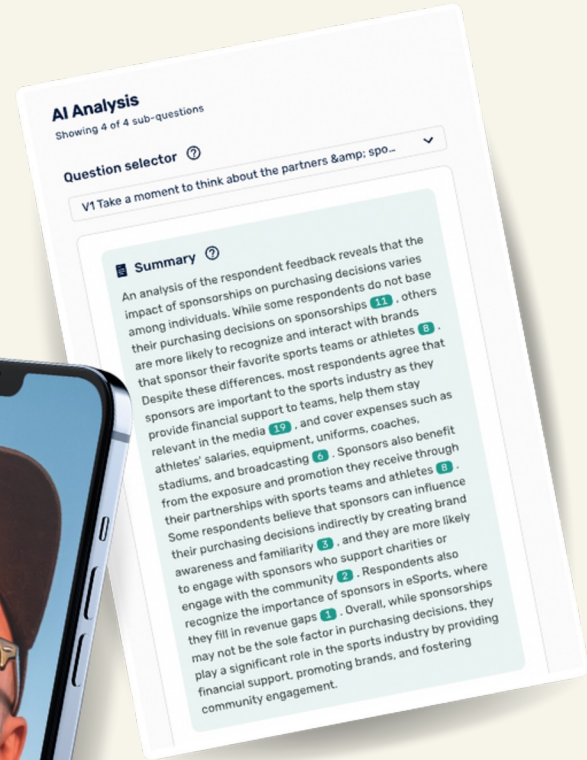 AI Analysis
Showing 4 of 4 sub-questions
Question selector ?
V1 Take a moment to think about the partners &amp; spo...
Summary ?
An analysis of the respondent feedback reveals that the
impact of sponsorships on purchasing decisions varies
among individuals. While some respondents do not base
their purchasing decisions on sponsorships 11 , others
are more likely to recognize and interact with brands
that sponsor their favorite sports teams or athletes 8 .
Despite these differences, most respondents agree that
sponsors are important to the sports industry as they
provide financial support to teams, help them stay
relevant in the media 19 , and cover expenses such as
athletes' salaries, equipment, uniforms, coaches,
stadiums, and broadcasting 6 . Sponsors also benefit
from the exposure and promotion they receive through
their partnerships with sports teams and athletes 8 .
Some respondents believe that sponsors can influence
their purchasing decisions indirectly by creating brand
awareness and familiarity 3 , and they are more likely
to engage with sponsors who support charities or
engage with the community 2 . Respondents also
recognize the importance of sponsors in eSports, where
they fill in revenue gaps 1 . Overall, while sponsorships
may not be the sole factor in purchasing decisions, they
play a significant role in the sports industry by providing
financial support, promoting brands, and fostering
community engagement.